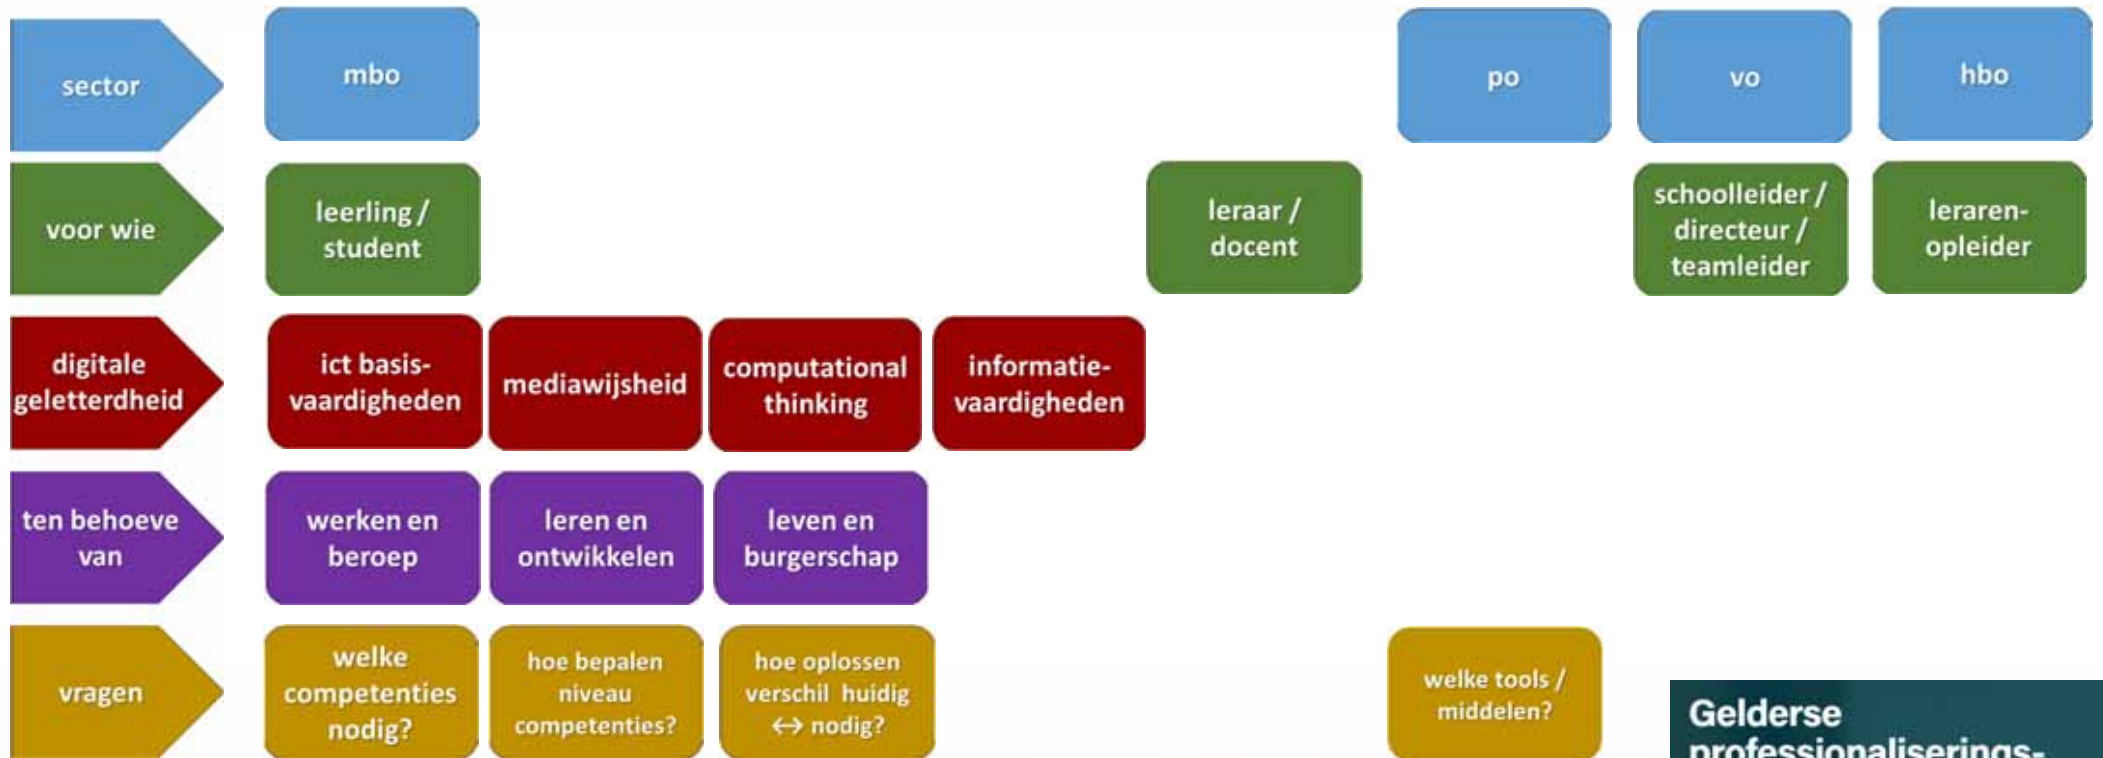 sector
mbo
po
vo
hbo
voor wie
leerling /
student
leraar /
docent
schoolleider /
directeur /
teamleider
leraren-
opleider
digitale
geletterdheid
ict basis-
vaardigheden
mediawijsheid
computational
thinking
informatie-
vaardigheden
ten behoeve
van
werken en
beroep
leren en
ontwikkelen
leven en
burgerschap
vragen
welke
competenties
nodig?
hoe bepalen
niveau
competenties?
hoe oplossen
verschil huidig
↔ nodig?
welke tools /
middelen?
Gelderse
professionaliserings-